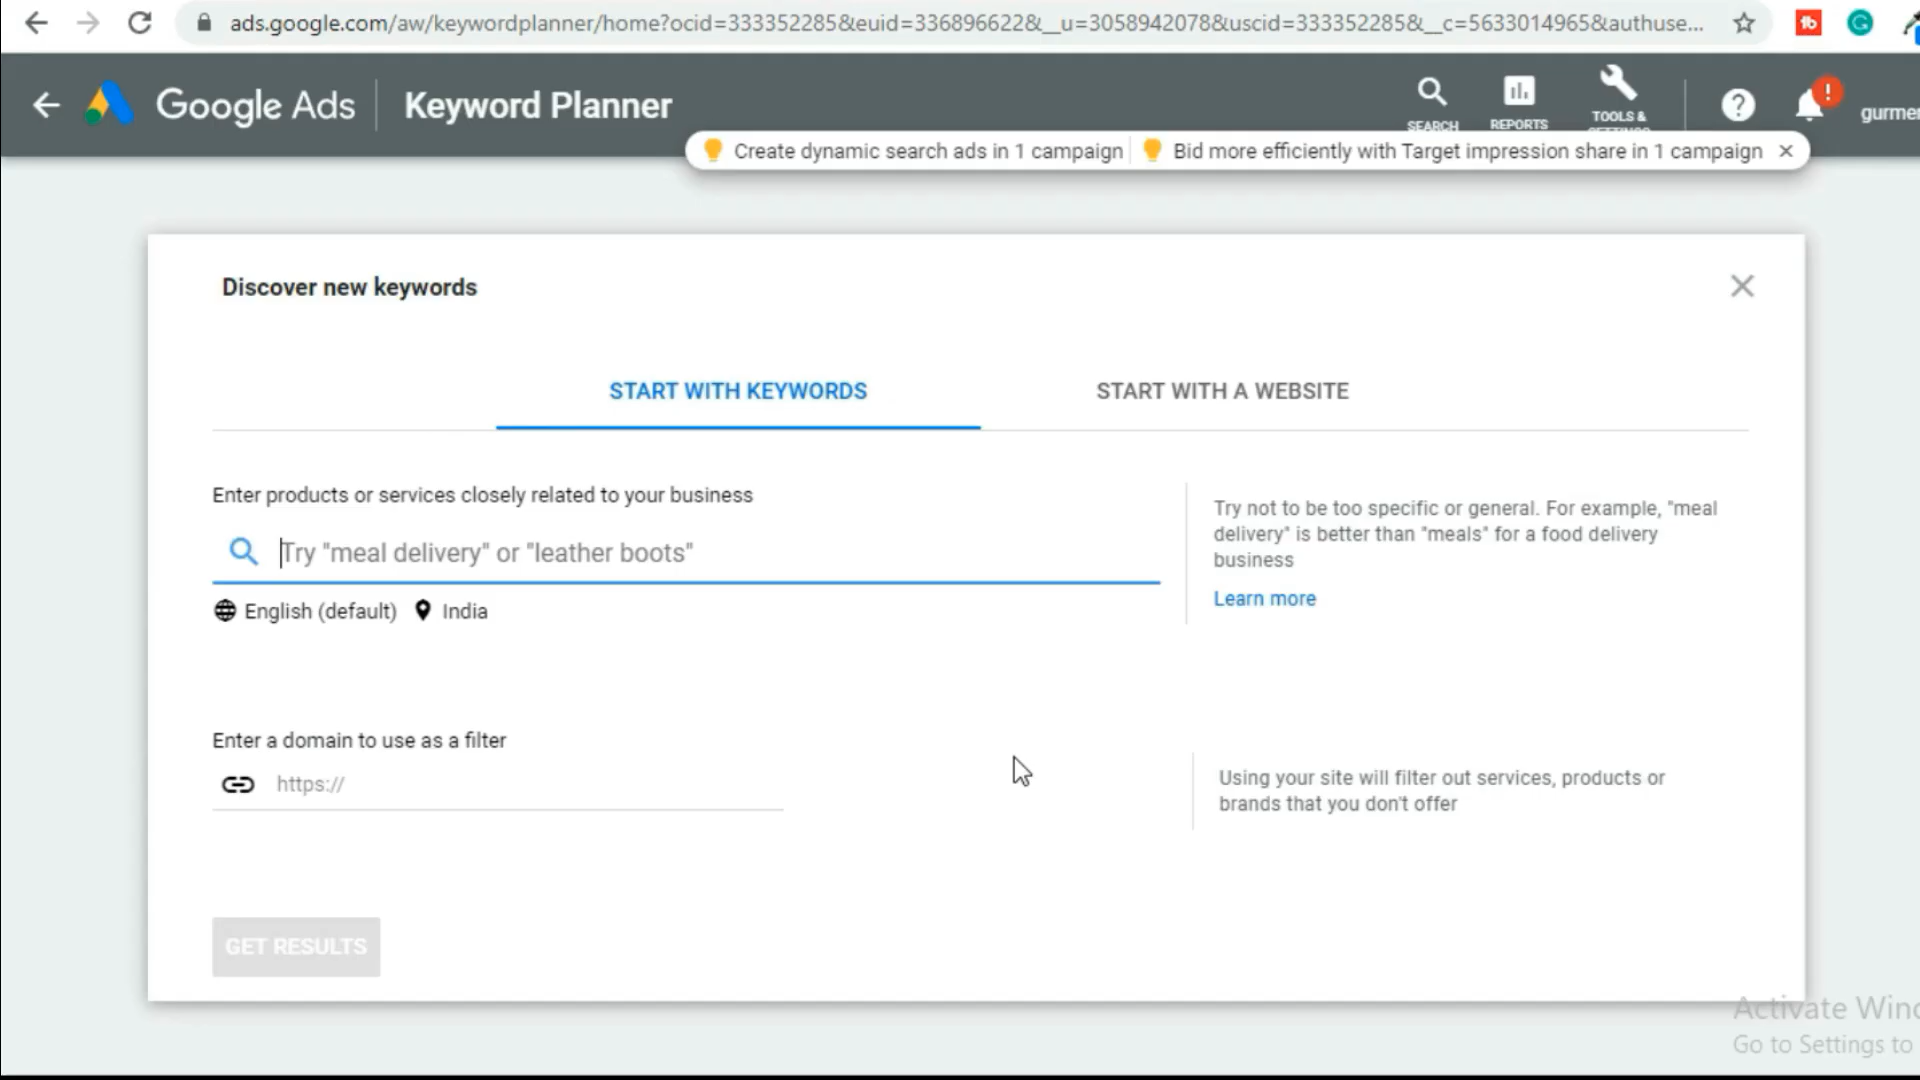 ads.google.com/aw/keywordplanner/home?ocid=333352285&euid=336896622&__u=3058942078&uscid=333352285&__c=5633014965&authuse...
Google Ads
Keyword Planner
SEARCH
REPORTS
TOOLS &
SETTINGS
gurmer
Create dynamic search ads in 1 campaign
Bid more efficiently with Target impression share in 1 campaign
Discover new keywords
START WITH KEYWORDS
START WITH A WEBSITE
Enter products or services closely related to your business
Try "meal delivery" or "leather boots"
English (default)
India
Try not to be too specific or general. For example, "meal
delivery" is better than "meals" for a food delivery
business
Learn more
Enter a domain to use as a filter
https://
Using your site will filter out services, products or
brands that you don't offer
GET RESULTS
Activate Wind
Go to Settings to